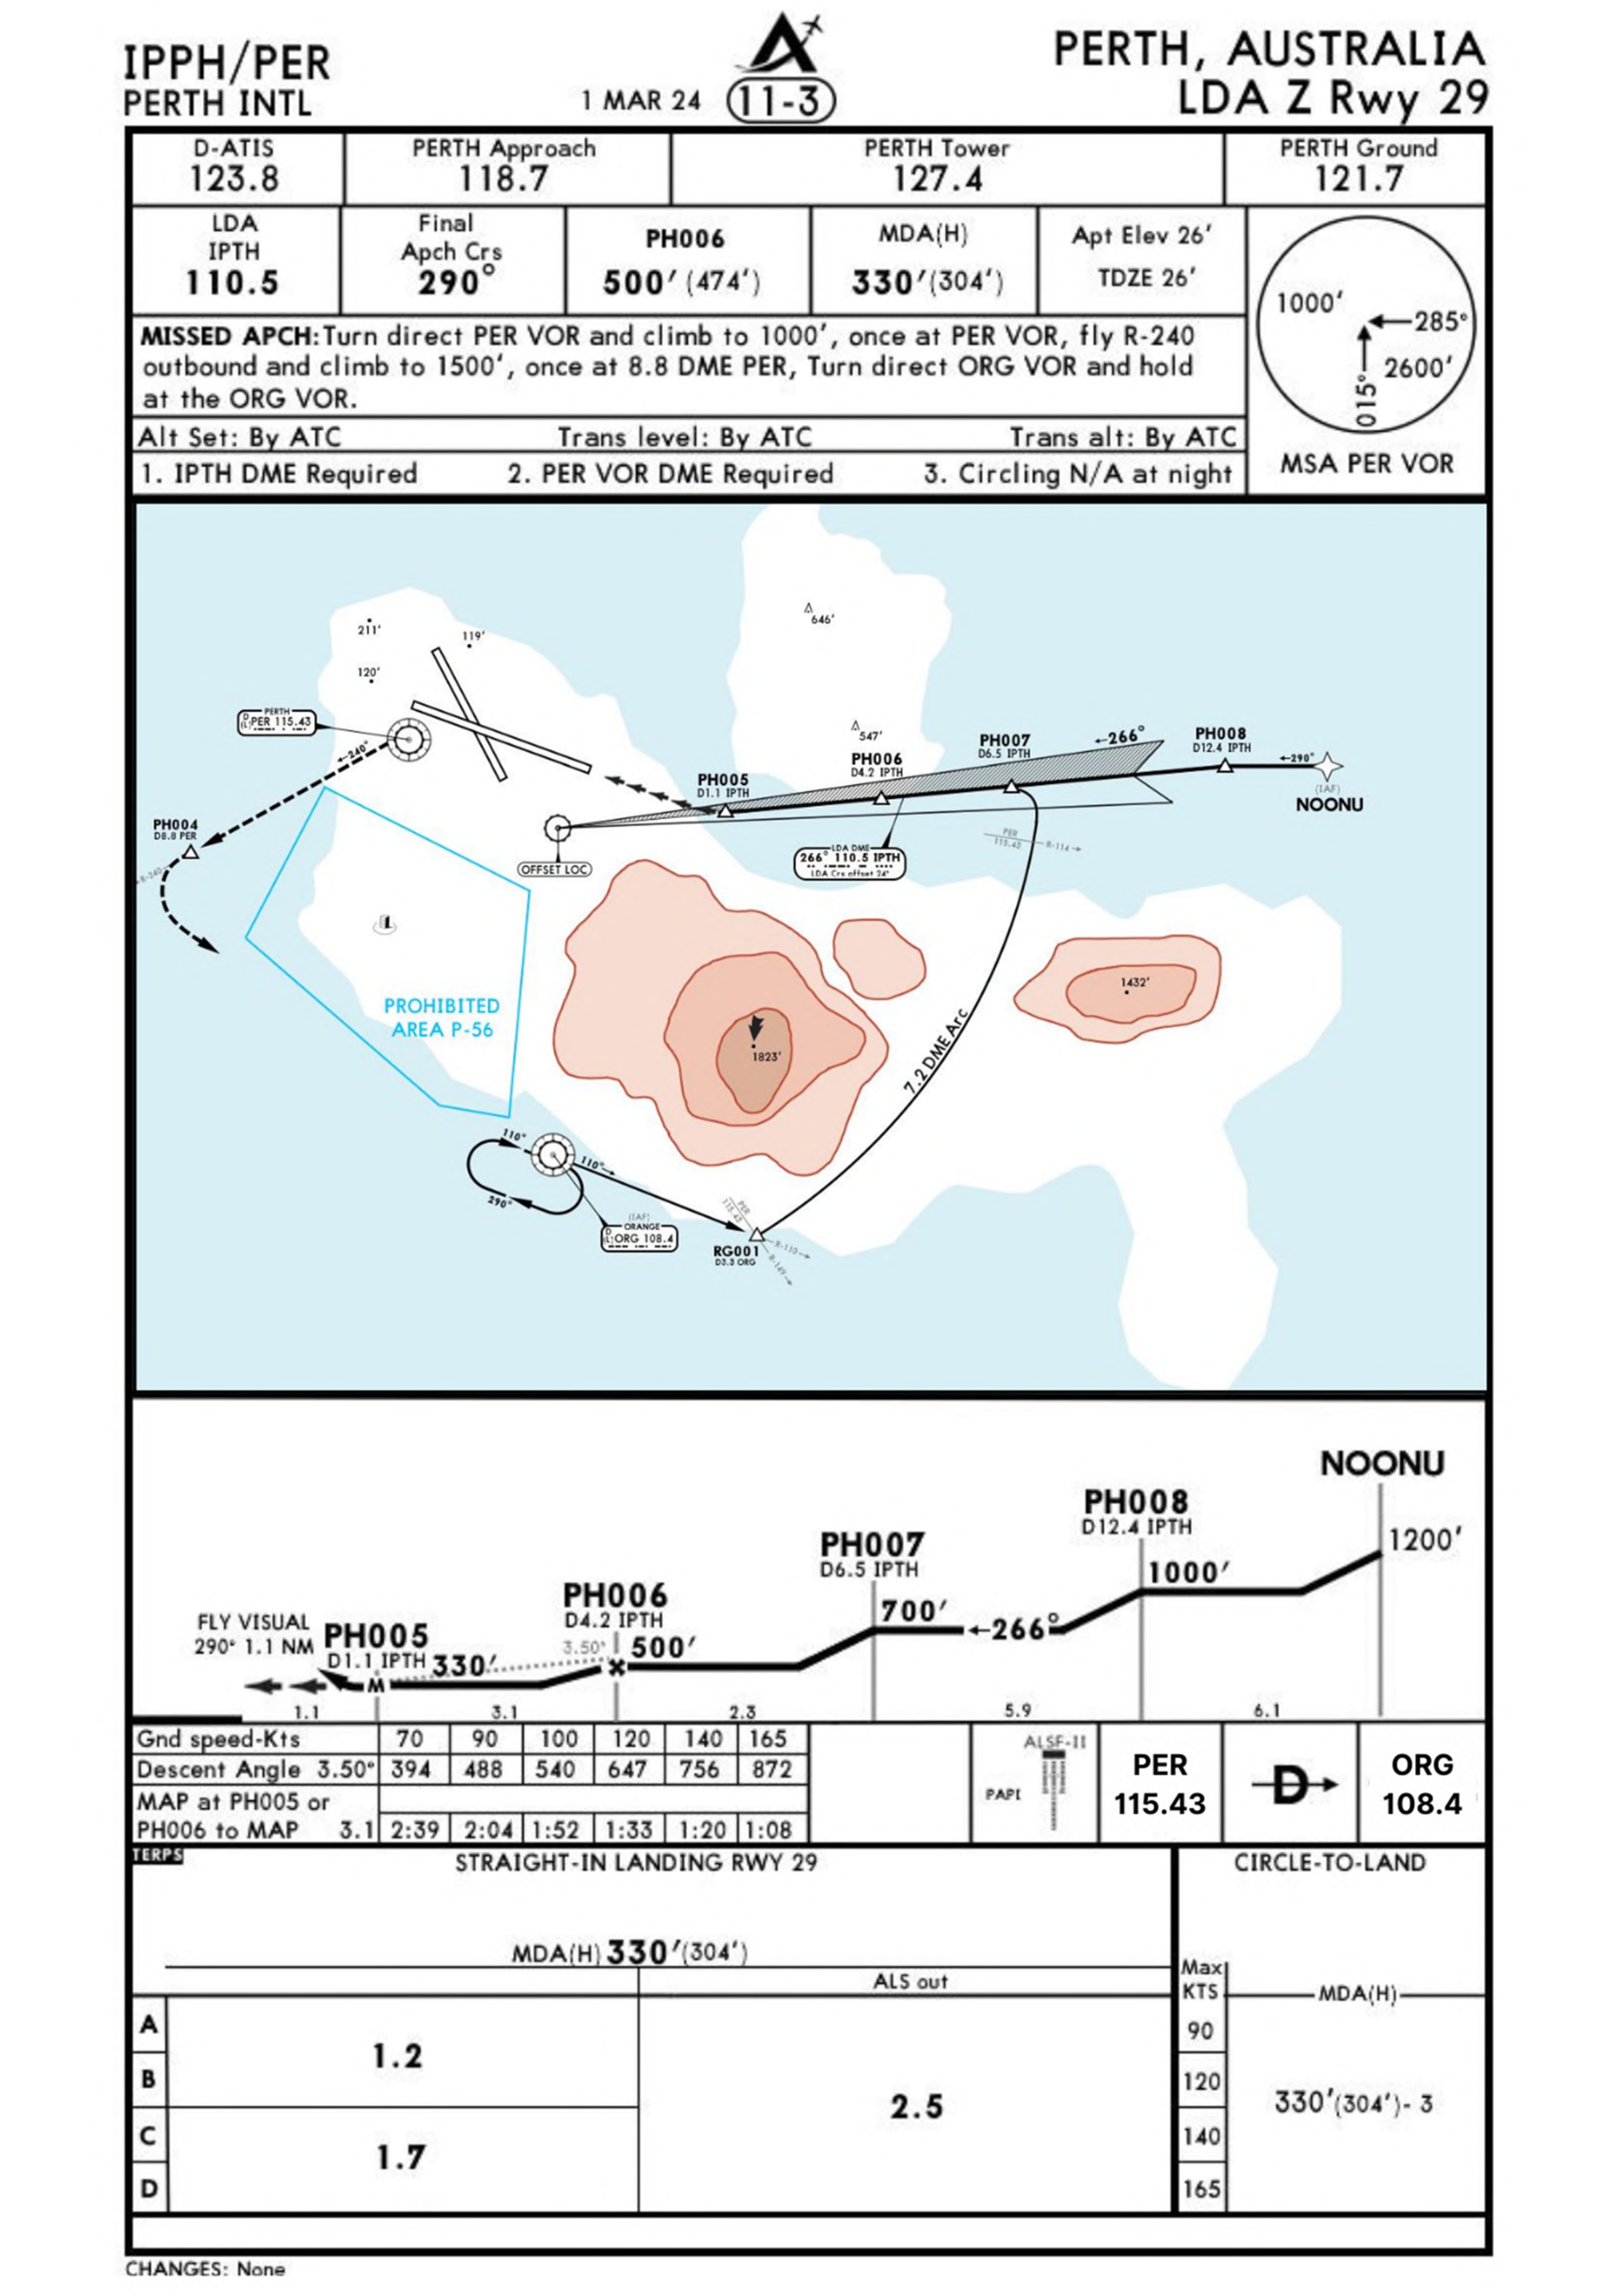 IPPH/PER
PERTH INTL
1 MAR 24
11-3
PERTH, AUSTRALIA
LDA Z Rwy 29
D-ATIS
123.8
PERTH Approach
118.7
PERTH Tower
127.4
PERTH Ground
121.7
LDA
IPTH
110.5
Final
Apch Crs
290°
PH006
500' (474')
MDA(H)
330'(304')
Apt Elev 26'
TDZE 26'
MISSED APCH: Turn direct PER VOR and climb to 1000', once at PER VOR, fly R-240
outbound and climb to 1500', once at 8.8 DME PER, Turn direct ORG VOR and hold
at the ORG VOR.
1000'
285°
2600'
015°
MSA PER VOR
Alt Set: By ATC Trans level: By ATC Trans alt: By ATC
1. IPTH DME Required 2. PER VOR DME Required 3. Circling N/A at night
211'
119'
120'
646'
547'
PERTH
D
(L) PER 115.43
240°
PH004
D8.8 PER
R-240
PH005
D1.1 IPTH
PH006
D4.2 IPTH
PH007
D6.5 IPTH
266°
PH008
D12.4 IPTH
290°
(IAF)
NOONU
OFFSET LOC
LDA DME
266° 110.5 IPTH
LDA Crs offset 24°
PER
115.43
R-114
PROHIBITED
AREA P-56
1432'
1823'
7.2 DME Arc
110°
110°
290°
(IAF)
ORANGE
D
(L) ORG 108.4
RG001
D3.3 ORG
PER
115.43
R-110
R-149
NOONU
1200'
PH008
D12.4 IPTH
1000'
PH007
D6.5 IPTH
700'
266°
PH006
D4.2 IPTH
3.50°
500'
FLY VISUAL
290° 1.1 NM
PH005
D1.1 IPTH
330'
M
1.1 3.1 2.3 5.9 6.1
Gnd speed-Kts 70 90 100 120 140 165
Descent Angle 3.50° 394 488 540 647 756 872
MAP at PH005 or
PH006 to MAP 3.1 2:39 2:04 1:52 1:33 1:20 1:08
ALSF-II
PAPI
PER
115.43
D
ORG
108.4
TERPS
STRAIGHT-IN LANDING RWY 29
CIRCLE-TO-LAND
MDA(H) 330'(304')
ALS out
Max
KTS
MDA(H)
A
B
C
D
1.2
1.7
2.5
90
120
140
165
330'(304')- 3
CHANGES: None